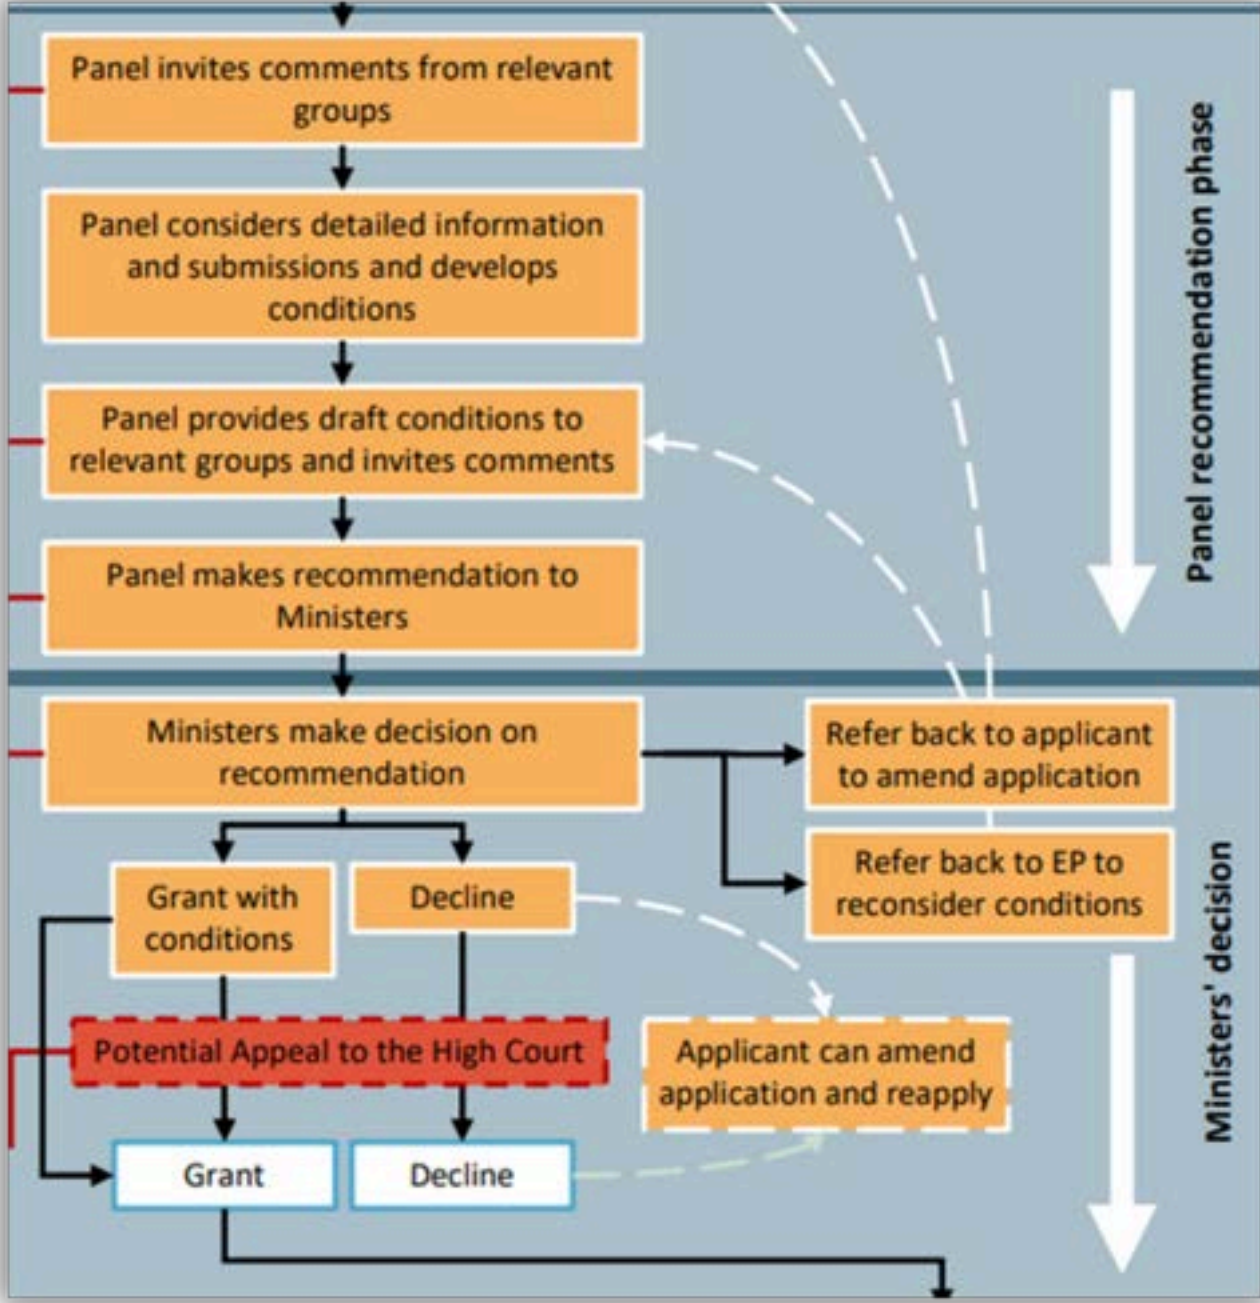 Panel invites comments from relevant
groups
Panel considers detailed information
and submissions and develops
conditions
Panel provides draft conditions to
relevant groups and invites comments
Panel makes recommendation to
Ministers
Panel recommendation phase
Ministers make decision on
recommendation
Refer back to applicant
to amend application
Refer back to EP to
reconsider conditions
Grant with
conditions
Decline
Potential Appeal to the High Court
Applicant can amend
application and reapply
Grant
Decline
Ministers' decision